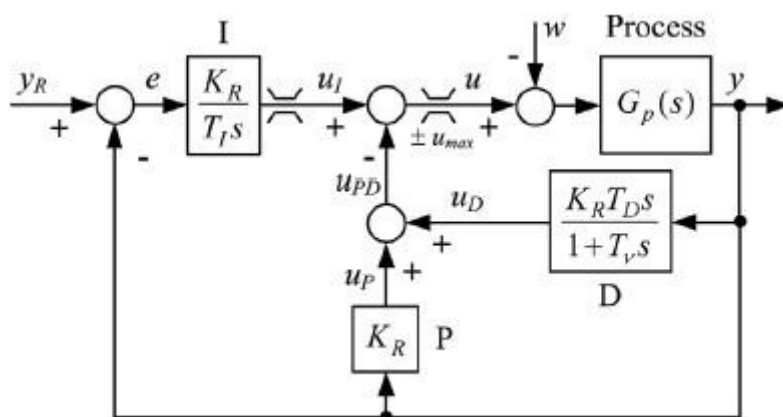 I
w
Process
y_R
e
K_R
T_I s
u_I
u
-
G_p(s)
y
+
+
± u_max
+
-
-
u_PD
u_D
K_R T_D s
1+T_v s
+
u_P
+
D
K_R
P